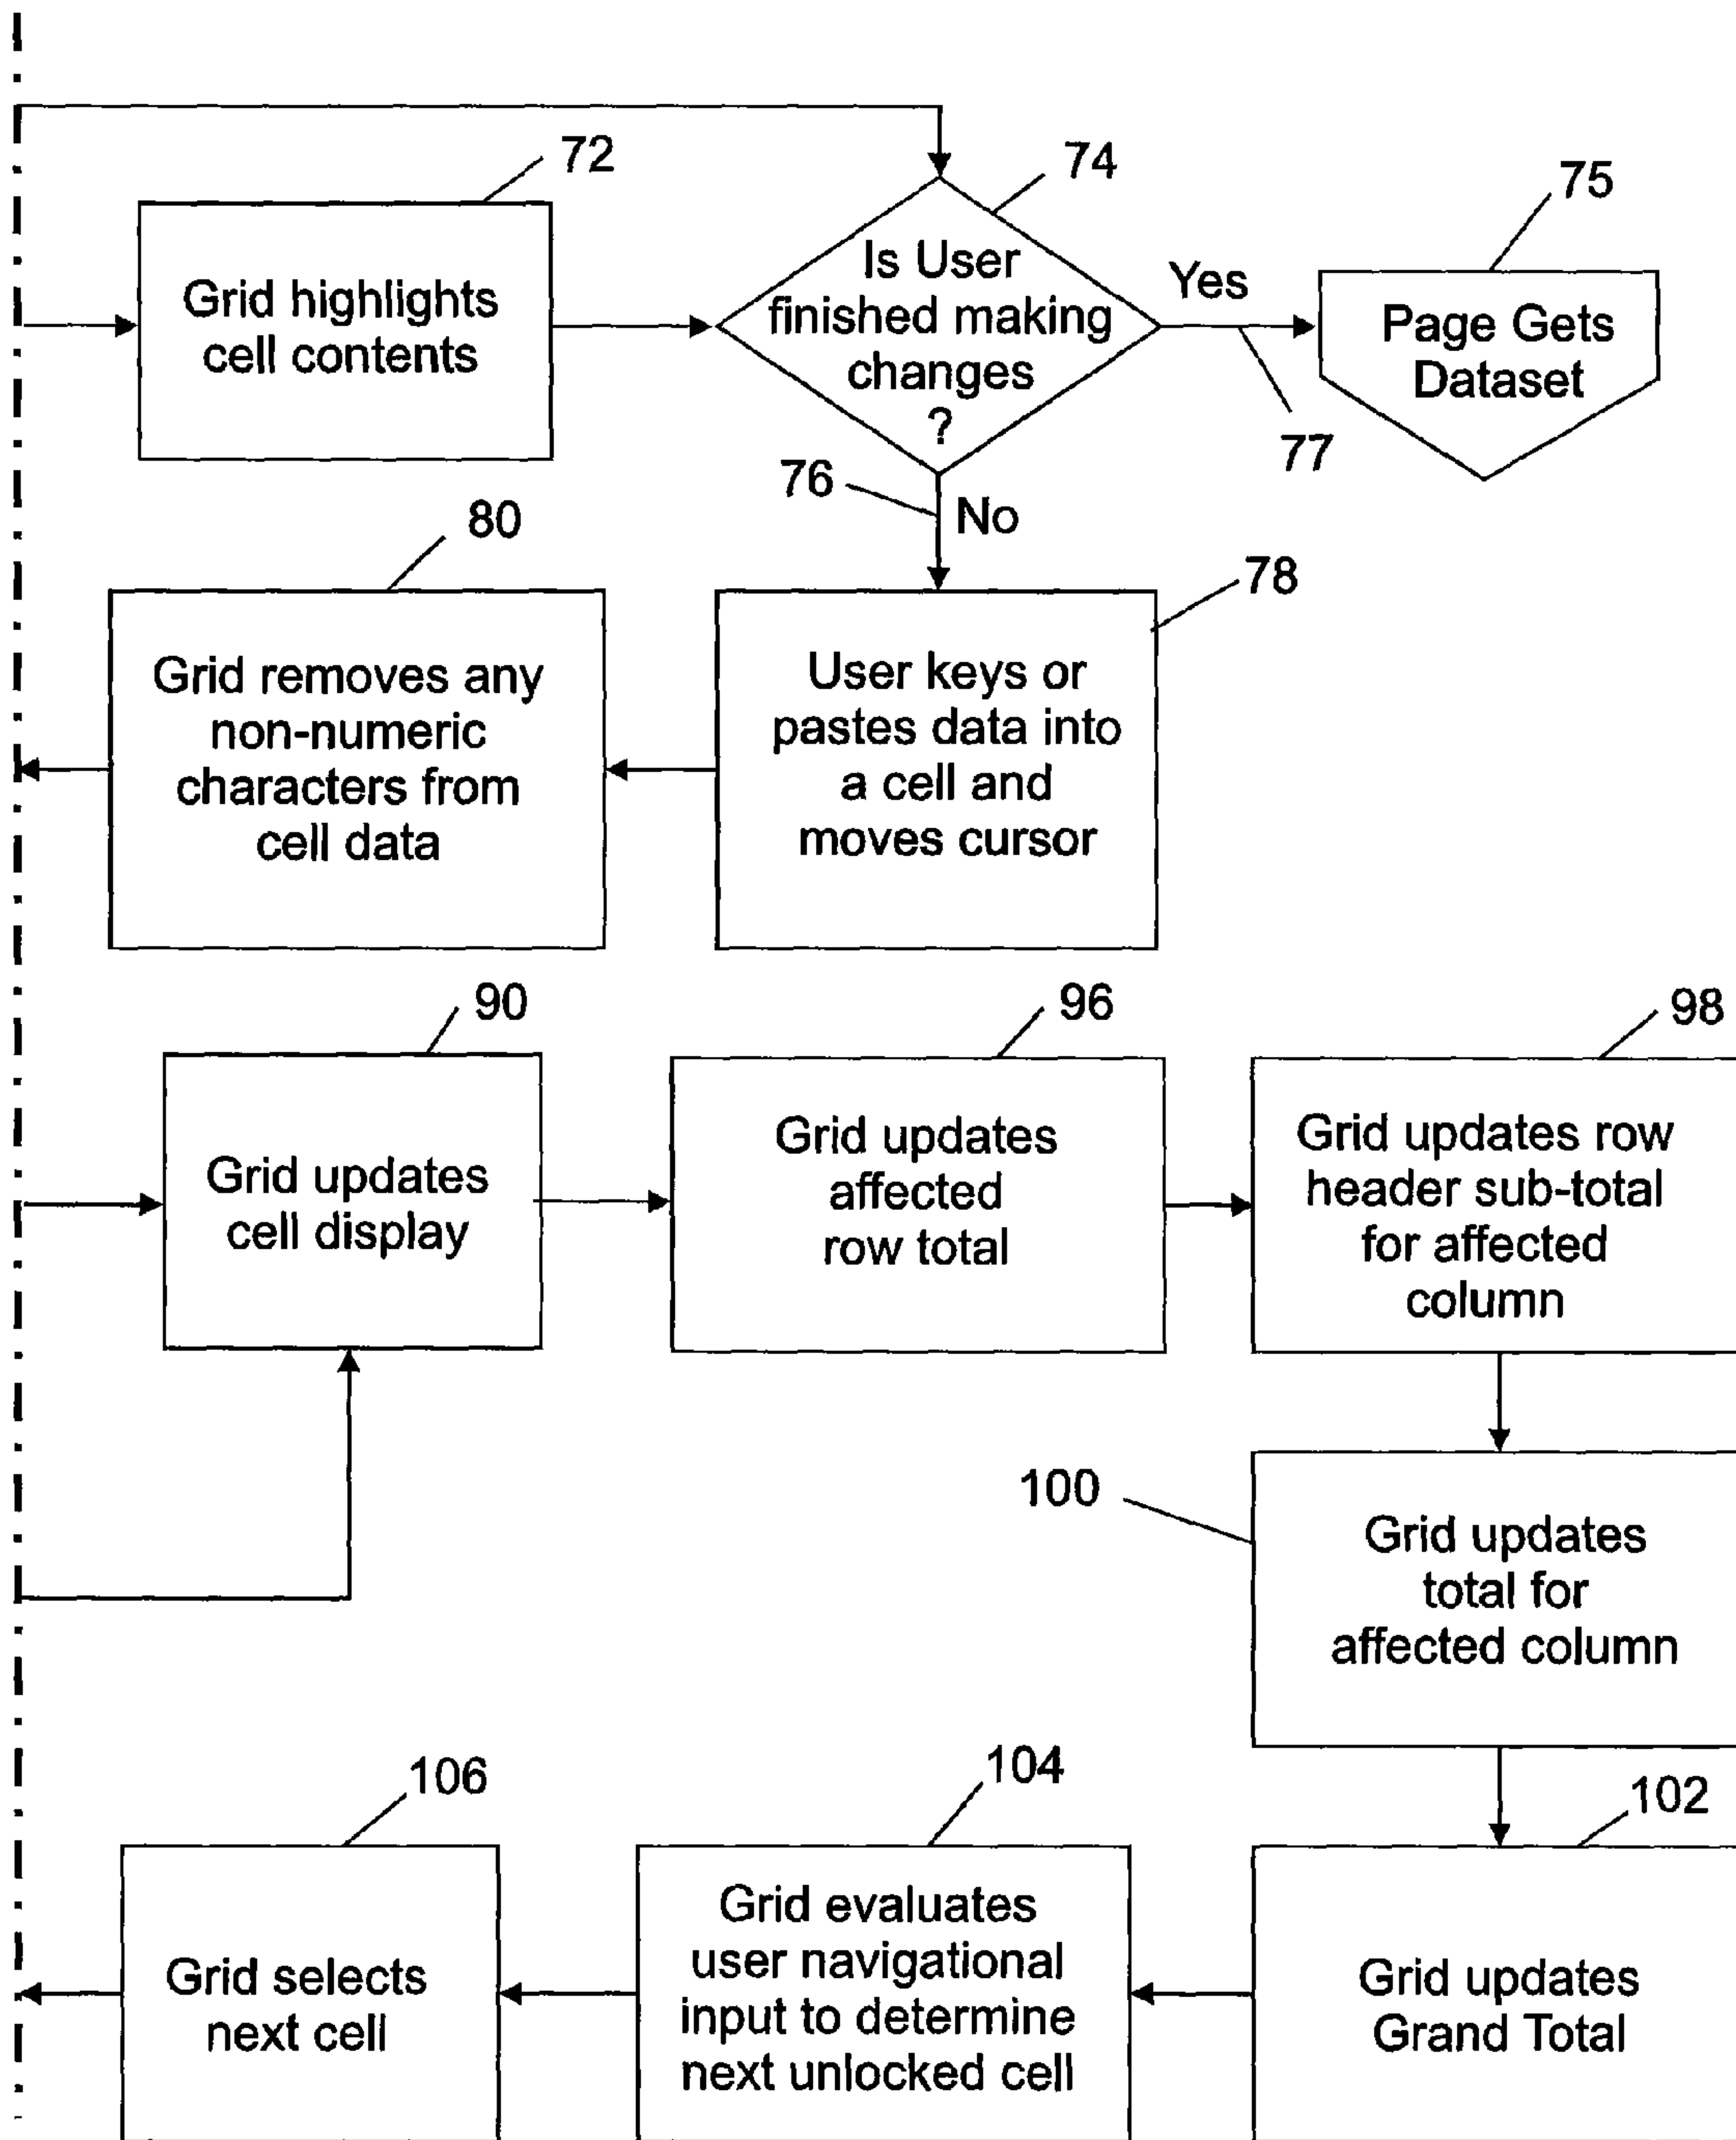 72
74
75
Grid highlights
cell contents
Is User
finished making
changes
?
Yes
77
Page Gets
Dataset
76
No
80
78
Grid removes any
non-numeric
characters from
cell data
User keys or
pastes data into
a cell and
moves cursor
90
96
98
Grid updates
cell display
Grid updates
affected
row total
Grid updates row
header sub-total
for affected
column
100
Grid updates
total for
affected column
106
104
102
Grid selects
next cell
Grid evaluates
user navigational
input to determine
next unlocked cell
Grid updates
Grand Total